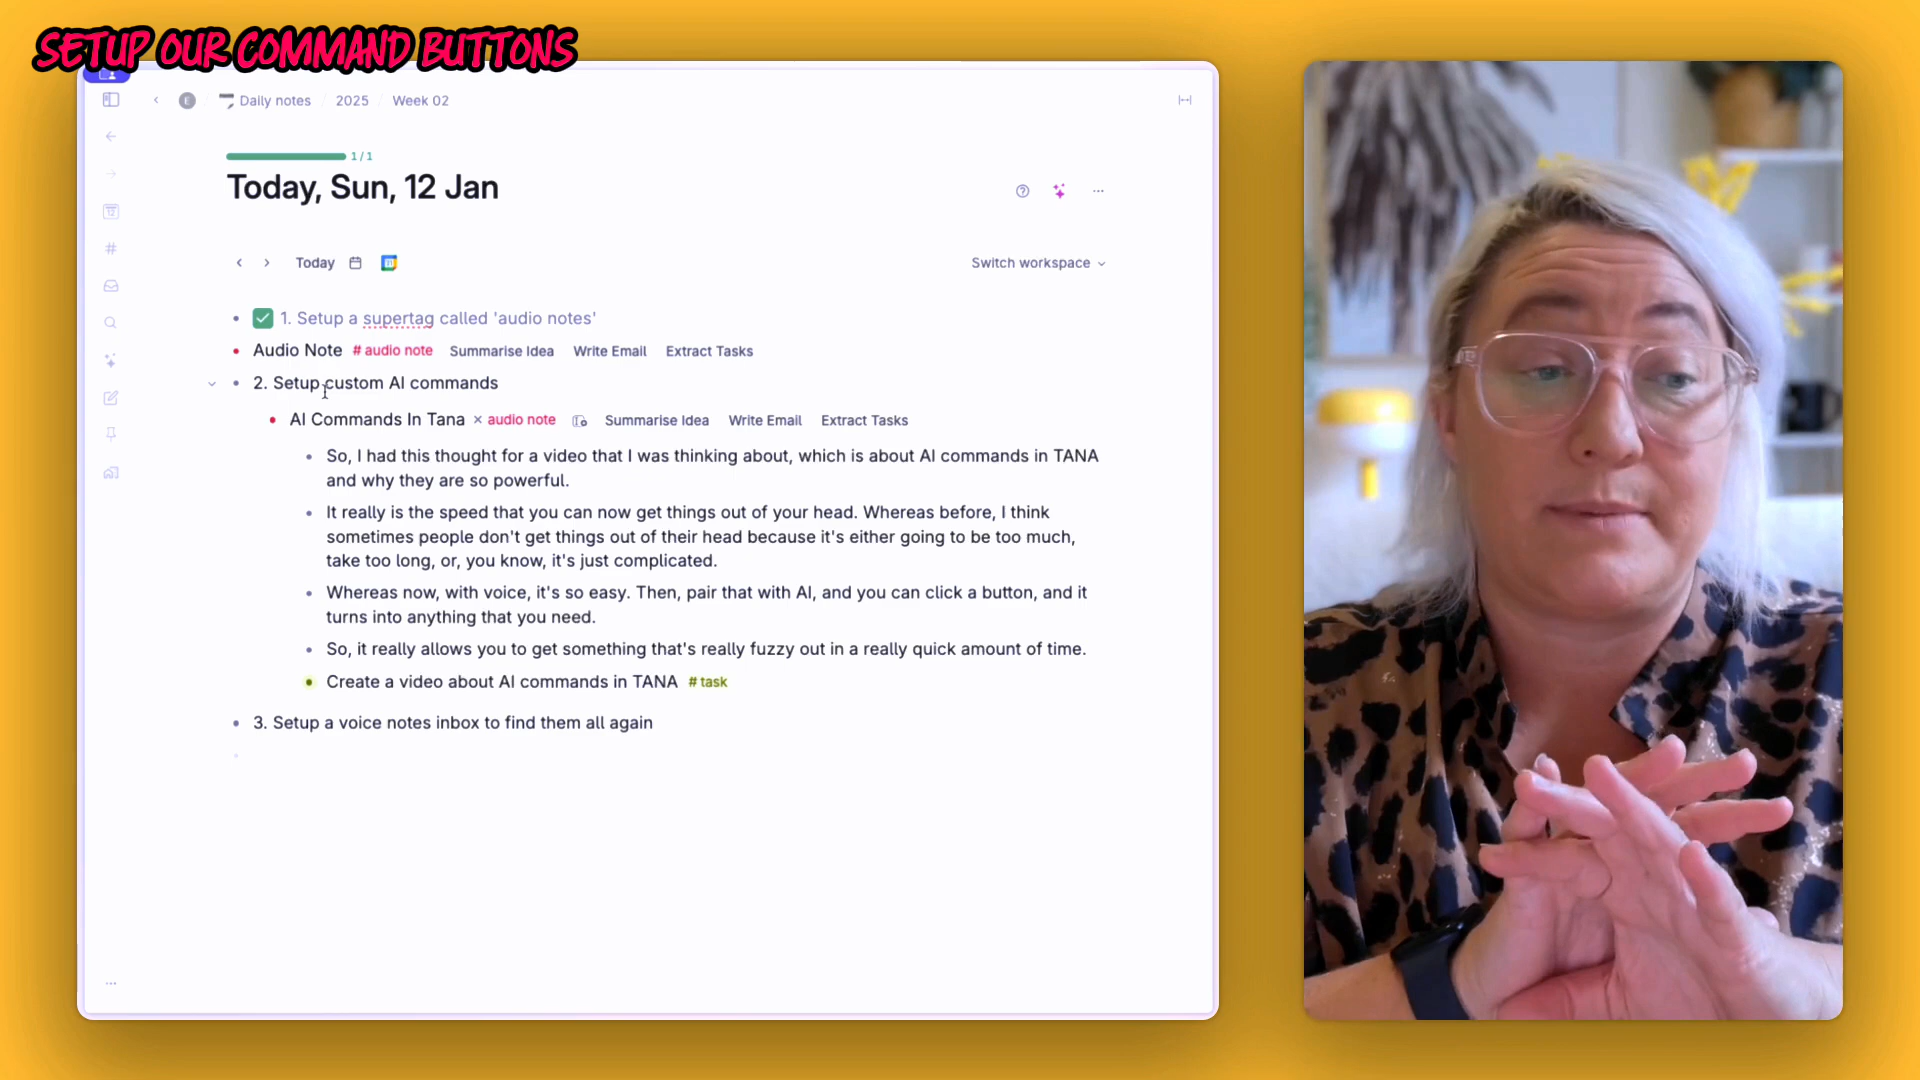 SETUP OUR COMMAND BUTTONS
E Daily notes / 2025 / Week 02
1 / 1
Today, Sun, 12 Jan
Today
Switch workspace
1. Setup a supertag called 'audio notes'
Audio Note # audio note Summarise Idea Write Email Extract Tasks
2. Setup custom AI commands
AI Commands In Tana × audio note Summarise Idea Write Email Extract Tasks
So, I had this thought for a video that I was thinking about, which is about AI commands in TANA
and why they are so powerful.
It really is the speed that you can now get things out of your head. Whereas before, I think
sometimes people don't get things out of their head because it's either going to be too much,
take too long, or, you know, it's just complicated.
Whereas now, with voice, it's so easy. Then, pair that with AI, and you can click a button, and it
turns into anything that you need.
So, it really allows you to get something that's really fuzzy out in a really quick amount of time.
Create a video about AI commands in TANA # task
3. Setup a voice notes inbox to find them all again